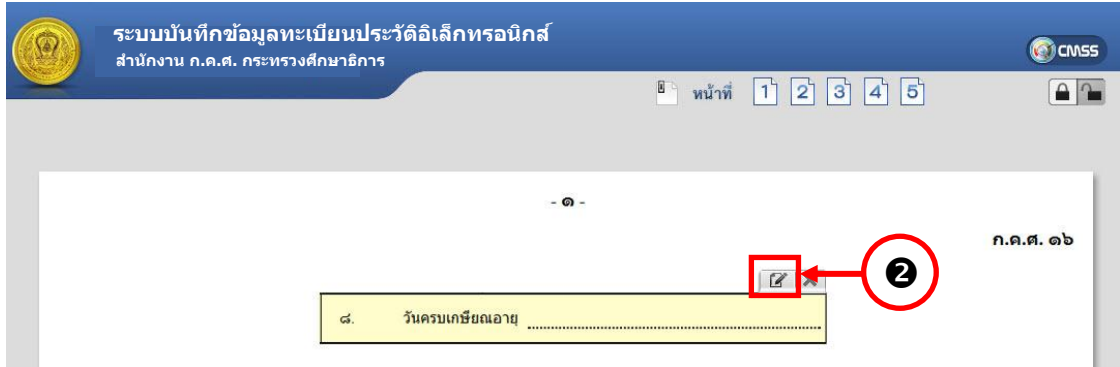 ระบบบันทึกข้อมูลทะเบียนประวัติอิเล็กทรอนิกส์
สำนักงาน ก.ค.ศ. กระทรวงศึกษาธิการ
CMSS
หน้าที่ 1 2 3 4 5
- ๑ -
ก.ค.ศ. ๑๖
❷
๘. วันครบเกษียณอายุ ........................................